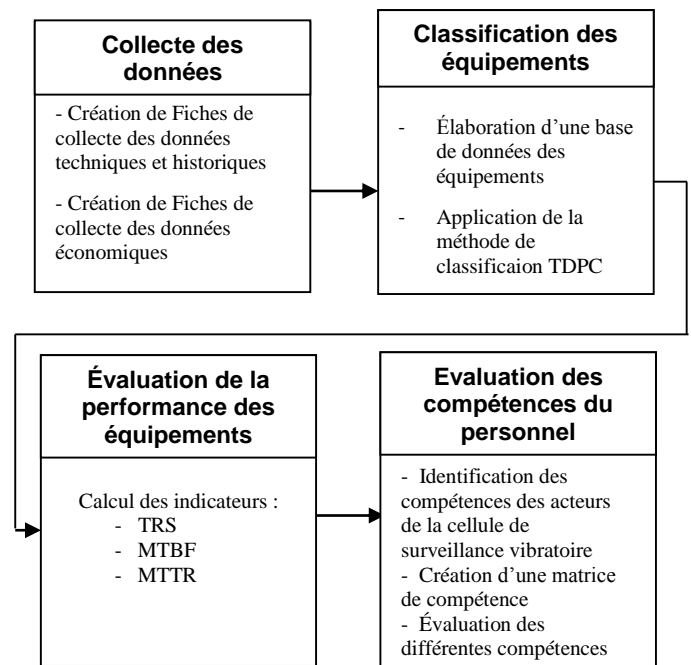 Collecte des
données
- Création de Fiches de
collecte des données
techniques et historiques
- Création de Fiches de
collecte des données
économiques
Classification des
équipements
- Élaboration d'une base
de données des
équipements
- Application de la
méthode de
classificaion TDPC
Évaluation de la
performance des
équipements
Calcul des indicateurs :
- TRS
- MTBF
- MTTR
Evaluation des
compétences du
personnel
- Identification des
compétences des acteurs
de la cellule de
surveillance vibratoire
- Création d'une matrice
de compétence
- Évaluation des
différentes compétences